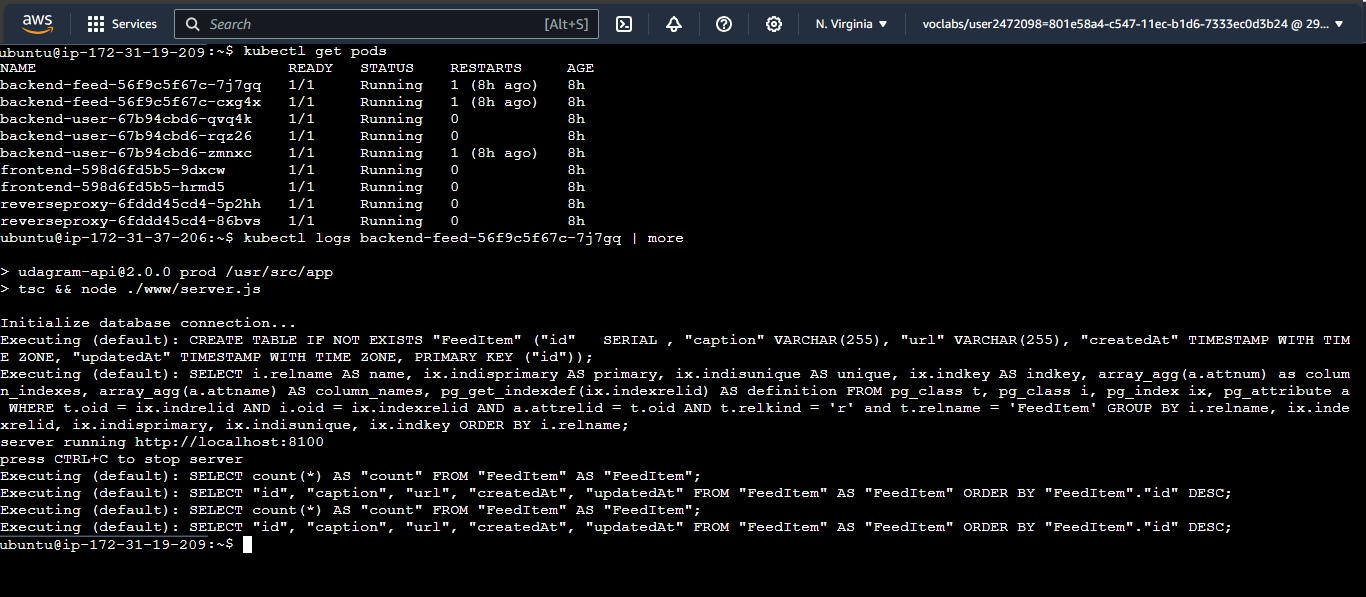 aws Services Search [Alt+S] N. Virginia voclabs/user2472098=801e58a4-c547-11ec-b1d6-7333ec0d3b24 @ 29...
ubuntu@ip-172-31-19-209:~$ kubectl get pods
NAME READY STATUS RESTARTS AGE
backend-feed-56f9c5f67c-7j7gq 1/1 Running 1 (8h ago) 8h
backend-feed-56f9c5f67c-cxg4x 1/1 Running 1 (8h ago) 8h
backend-user-67b94cbd6-qvq4k 1/1 Running 0 8h
backend-user-67b94cbd6-rqz26 1/1 Running 0 8h
backend-user-67b94cbd6-zmnxc 1/1 Running 1 (8h ago) 8h
frontend-598d6fd5b5-9dxcw 1/1 Running 0 8h
frontend-598d6fd5b5-hrmd5 1/1 Running 0 8h
reverseproxy-6fddd45cd4-5p2hh 1/1 Running 0 8h
reverseproxy-6fddd45cd4-86bvs 1/1 Running 0 8h
ubuntu@ip-172-31-37-206:~$ kubectl logs backend-feed-56f9c5f67c-7j7gq | more
> udagram-api@2.0.0 prod /usr/src/app
> tsc && node ./www/server.js
Initialize database connection...
Executing (default): CREATE TABLE IF NOT EXISTS "FeedItem" ("id"   SERIAL , "caption" VARCHAR(255), "url" VARCHAR(255), "createdAt" TIMESTAMP WITH TIM
E ZONE, "updatedAt" TIMESTAMP WITH TIME ZONE, PRIMARY KEY ("id"));
Executing (default): SELECT i.relname AS name, ix.indisprimary AS primary, ix.indisunique AS unique, ix.indkey AS indkey, array_agg(a.attnum) as colum
n_indexes, array_agg(a.attname) AS column_names, pg_get_indexdef(ix.indexrelid) AS definition FROM pg_class t, pg_class i, pg_index ix, pg_attribute a
WHERE t.oid = ix.indrelid AND i.oid = ix.indexrelid AND a.attrelid = t.oid AND t.relkind = 'r' and t.relname = 'FeedItem' GROUP BY i.relname, ix.inde
xrelid, ix.indisprimary, ix.indisunique, ix.indkey ORDER BY i.relname;
server running http://localhost:8100
press CTRL+C to stop server
Executing (default): SELECT count(*) AS "count" FROM "FeedItem" AS "FeedItem";
Executing (default): SELECT "id", "caption", "url", "createdAt", "updatedAt" FROM "FeedItem" AS "FeedItem" ORDER BY "FeedItem"."id" DESC;
Executing (default): SELECT count(*) AS "count" FROM "FeedItem" AS "FeedItem";
Executing (default): SELECT "id", "caption", "url", "createdAt", "updatedAt" FROM "FeedItem" AS "FeedItem" ORDER BY "FeedItem"."id" DESC;
ubuntu@ip-172-31-19-209:~$